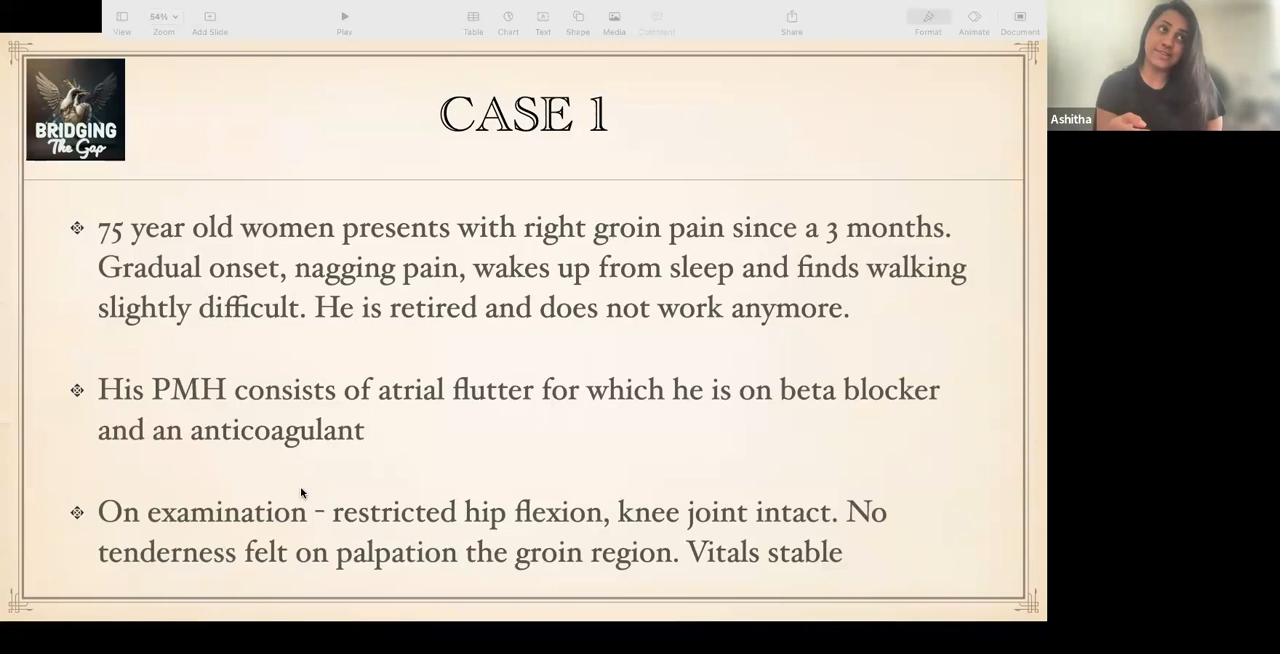 54%
View
Zoom
Add Slide
Play
Table
Chart
Text
Shape
Media
Comment
Share
Format
Animate
Document
Ashitha
BRIDGING
The Gap
CASE 1
75 year old women presents with right groin pain since a 3 months.
Gradual onset, nagging pain, wakes up from sleep and finds walking
slightly difficult. He is retired and does not work anymore.
His PMH consists of atrial flutter for which he is on beta blocker
and an anticoagulant
On examination - restricted hip flexion, knee joint intact. No
tenderness felt on palpation the groin region. Vitals stable